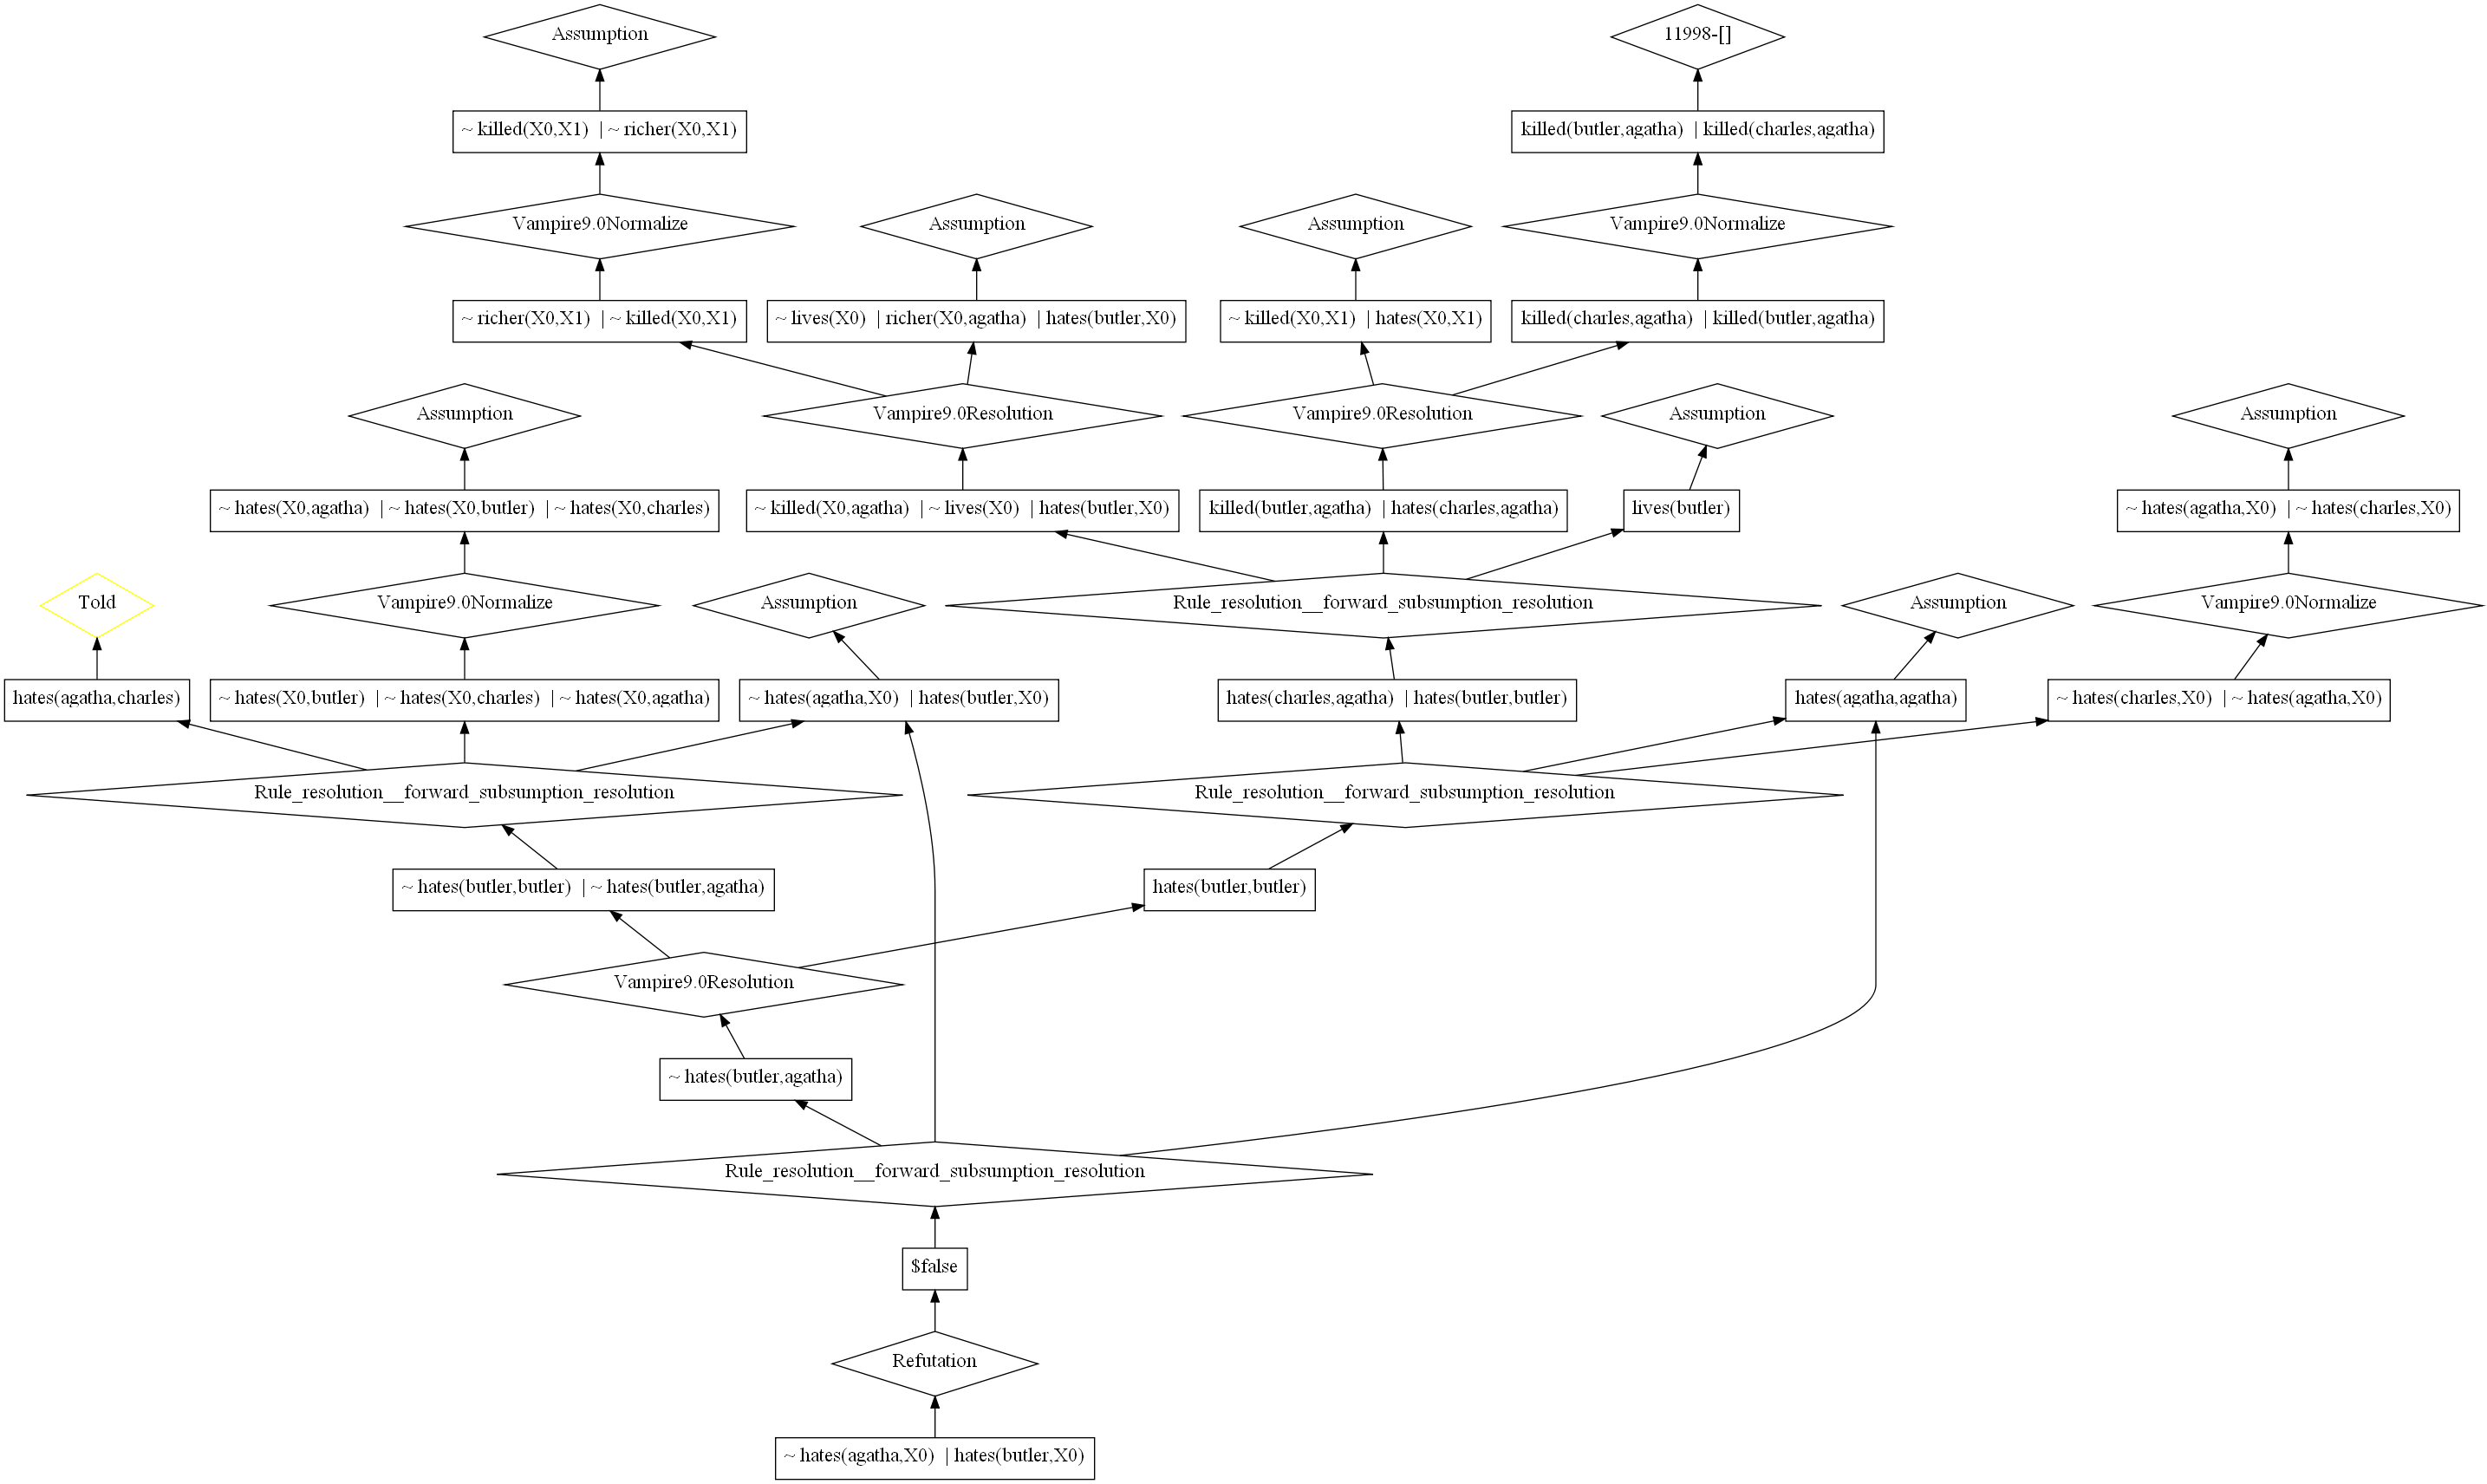 Assumption
11998-[]
~ killed(X0,X1) | ~ richer(X0,X1)
killed(butler,agatha) | killed(charles,agatha)
Vampire9.0Normalize
Assumption
Assumption
Vampire9.0Normalize
~ richer(X0,X1) | ~ killed(X0,X1)
~ lives(X0) | richer(X0,agatha) | hates(butler,X0)
~ killed(X0,X1) | hates(X0,X1)
killed(charles,agatha) | killed(butler,agatha)
Assumption
Vampire9.0Resolution
Vampire9.0Resolution
Assumption
Assumption
~ hates(X0,agatha) | ~ hates(X0,butler) | ~ hates(X0,charles)
~ killed(X0,agatha) | ~ lives(X0) | hates(butler,X0)
killed(butler,agatha) | hates(charles,agatha)
lives(butler)
~ hates(agatha,X0) | ~ hates(charles,X0)
Told
Vampire9.0Normalize
Assumption
Rule_resolution__forward_subsumption_resolution
Assumption
Vampire9.0Normalize
hates(agatha,charles)
~ hates(X0,butler) | ~ hates(X0,charles) | ~ hates(X0,agatha)
~ hates(agatha,X0) | hates(butler,X0)
hates(charles,agatha) | hates(butler,butler)
hates(agatha,agatha)
~ hates(charles,X0) | ~ hates(agatha,X0)
Rule_resolution__forward_subsumption_resolution
Rule_resolution__forward_subsumption_resolution
~ hates(butler,butler) | ~ hates(butler,agatha)
hates(butler,butler)
Vampire9.0Resolution
~ hates(butler,agatha)
Rule_resolution__forward_subsumption_resolution
$false
Refutation
~ hates(agatha,X0) | hates(butler,X0)